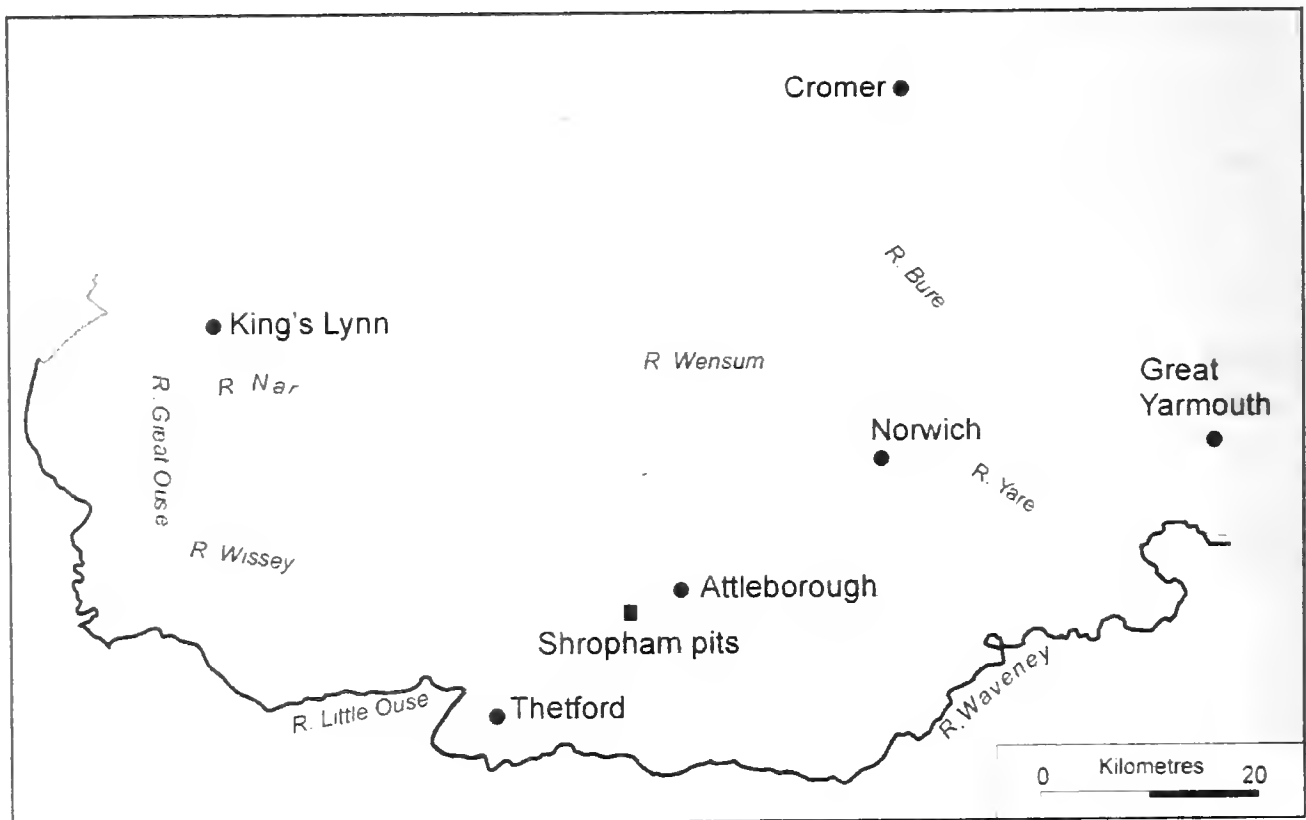 Cromer
R. Bure
King's Lynn
R Nar
R. Great Ouse
R Wensum
Great
Yarmouth
Norwich
R. Yare
R Wissey
Attleborough
Shropham pits
R. Little Ouse
Thetford
R.Waveney
Kilometres
0 20